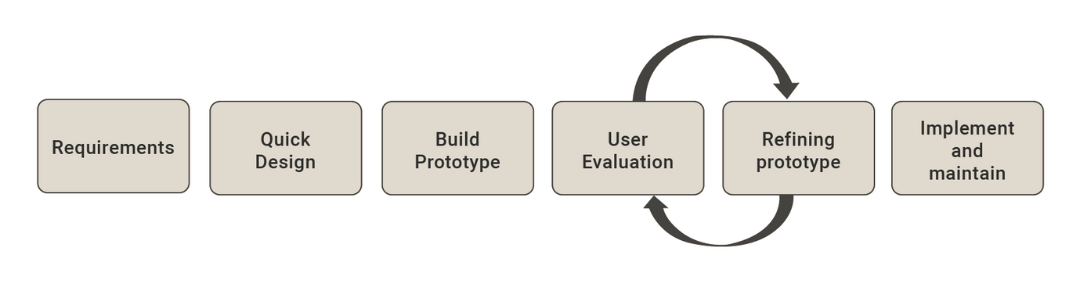 Requirements
Quick
Design
Build
Prototype
User
Evaluation
Refining
prototype
Implement
and
maintain